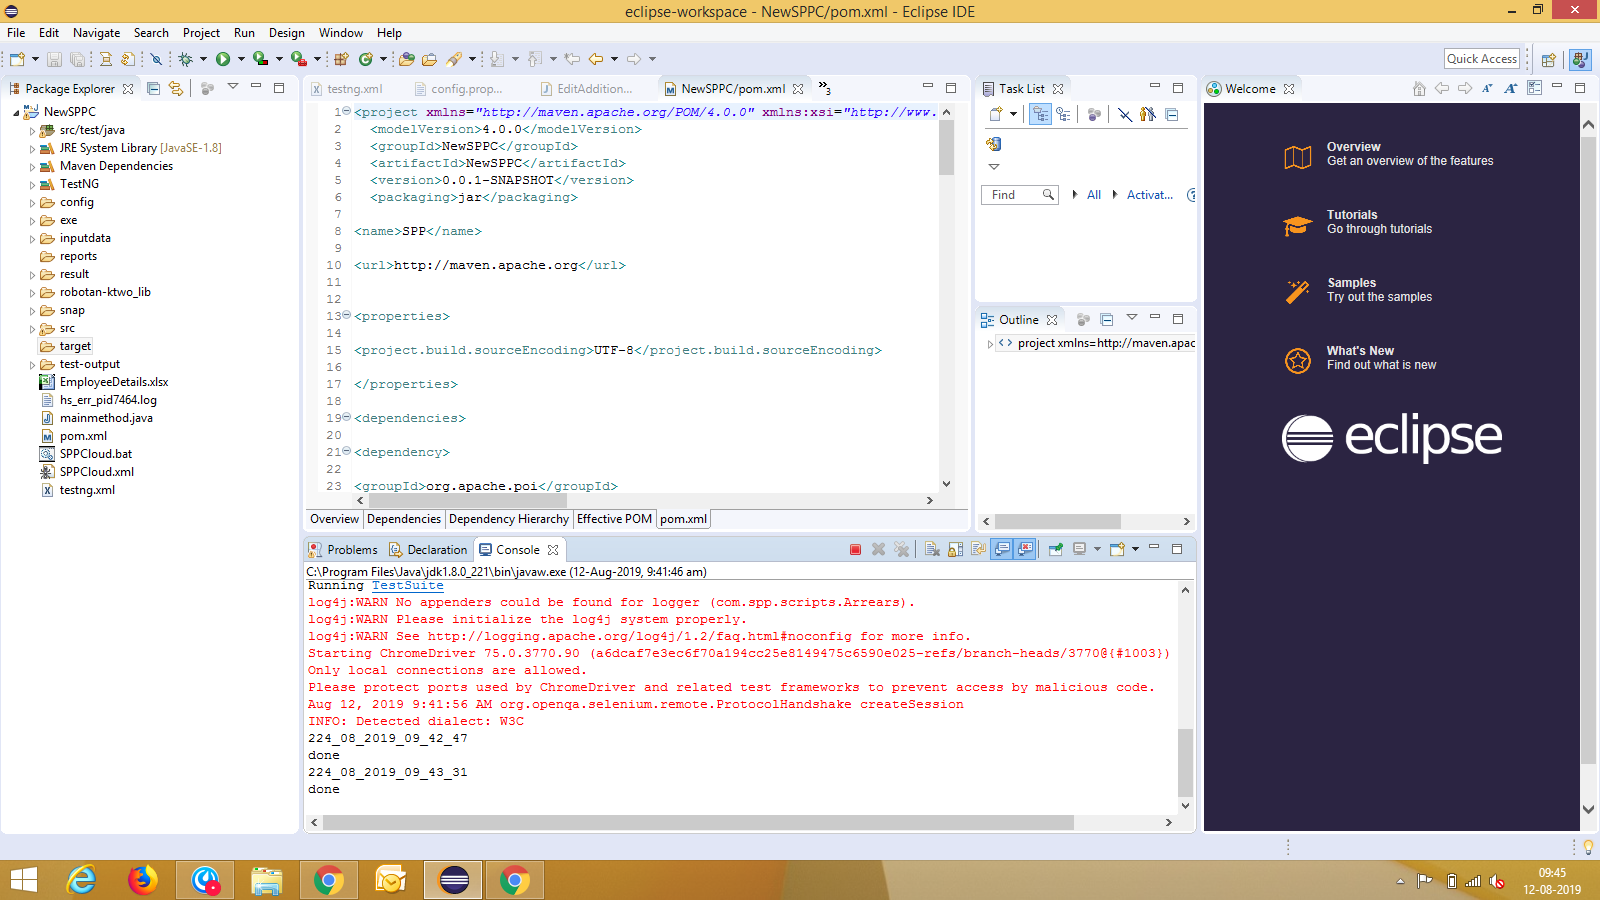 eclipse-workspace - NewSPPC/pom.xml - Eclipse IDE
File Edit Navigate Search Project Run Design Window Help
Quick Access
Package Explorer
NewSPPC
src/test/java
JRE System Library [JavaSE-1.8]
Maven Dependencies
TestNG
config
exe
inputdata
reports
result
robotan-ktwo_lib
snap
src
target
test-output
EmployeeDetails.xlsx
hs_err_pid7464.log
mainmethod.java
pom.xml
SPPCloud.bat
SPPCloud.xml
testng.xml
testng.xml config.prop... EditAddition... NewSPPC/pom.xml »3
1 <project xmlns="http://maven.apache.org/POM/4.0.0" xmlns:xsi="http://www.
2 <modelVersion>4.0.0</modelVersion>
3 <groupId>NewSPPC</groupId>
4 <artifactId>NewSPPC</artifactId>
5 <version>0.0.1-SNAPSHOT</version>
6 <packaging>jar</packaging>
7
8 <name>SPP</name>
9
10 <url>http://maven.apache.org</url>
11
12
13 <properties>
14
15 <project.build.sourceEncoding>UTF-8</project.build.sourceEncoding>
16
17 </properties>
18
19 <dependencies>
20
21 <dependency>
22
23 <groupId>org.apache.poi</groupId>
Overview Dependencies Dependency Hierarchy Effective POM pom.xml
Task List
Find All Activat...
Outline
project xmlns=http://maven.apac
Welcome
Overview
Get an overview of the features
Tutorials
Go through tutorials
Samples
Try out the samples
What's New
Find out what is new
eclipse
Problems Declaration Console
C:\Program Files\Java\jdk1.8.0_221\bin\javaw.exe (12-Aug-2019, 9:41:46 am)
Running TestSuite
log4j:WARN No appenders could be found for logger (com.spp.scripts.Arrears).
log4j:WARN Please initialize the log4j system properly.
log4j:WARN See http://logging.apache.org/log4j/1.2/faq.html#noconfig for more info.
Starting ChromeDriver 75.0.3770.90 (a6dcaf7e3ec6f70a194cc25e8149475c6590e025-refs/branch-heads/3770@{#1003})
Only local connections are allowed.
Please protect ports used by ChromeDriver and related test frameworks to prevent access by malicious code.
Aug 12, 2019 9:41:56 AM org.openqa.selenium.remote.ProtocolHandshake createSession
INFO: Detected dialect: W3C
224_08_2019_09_42_47
done
224_08_2019_09_43_31
done
09:45
12-08-2019